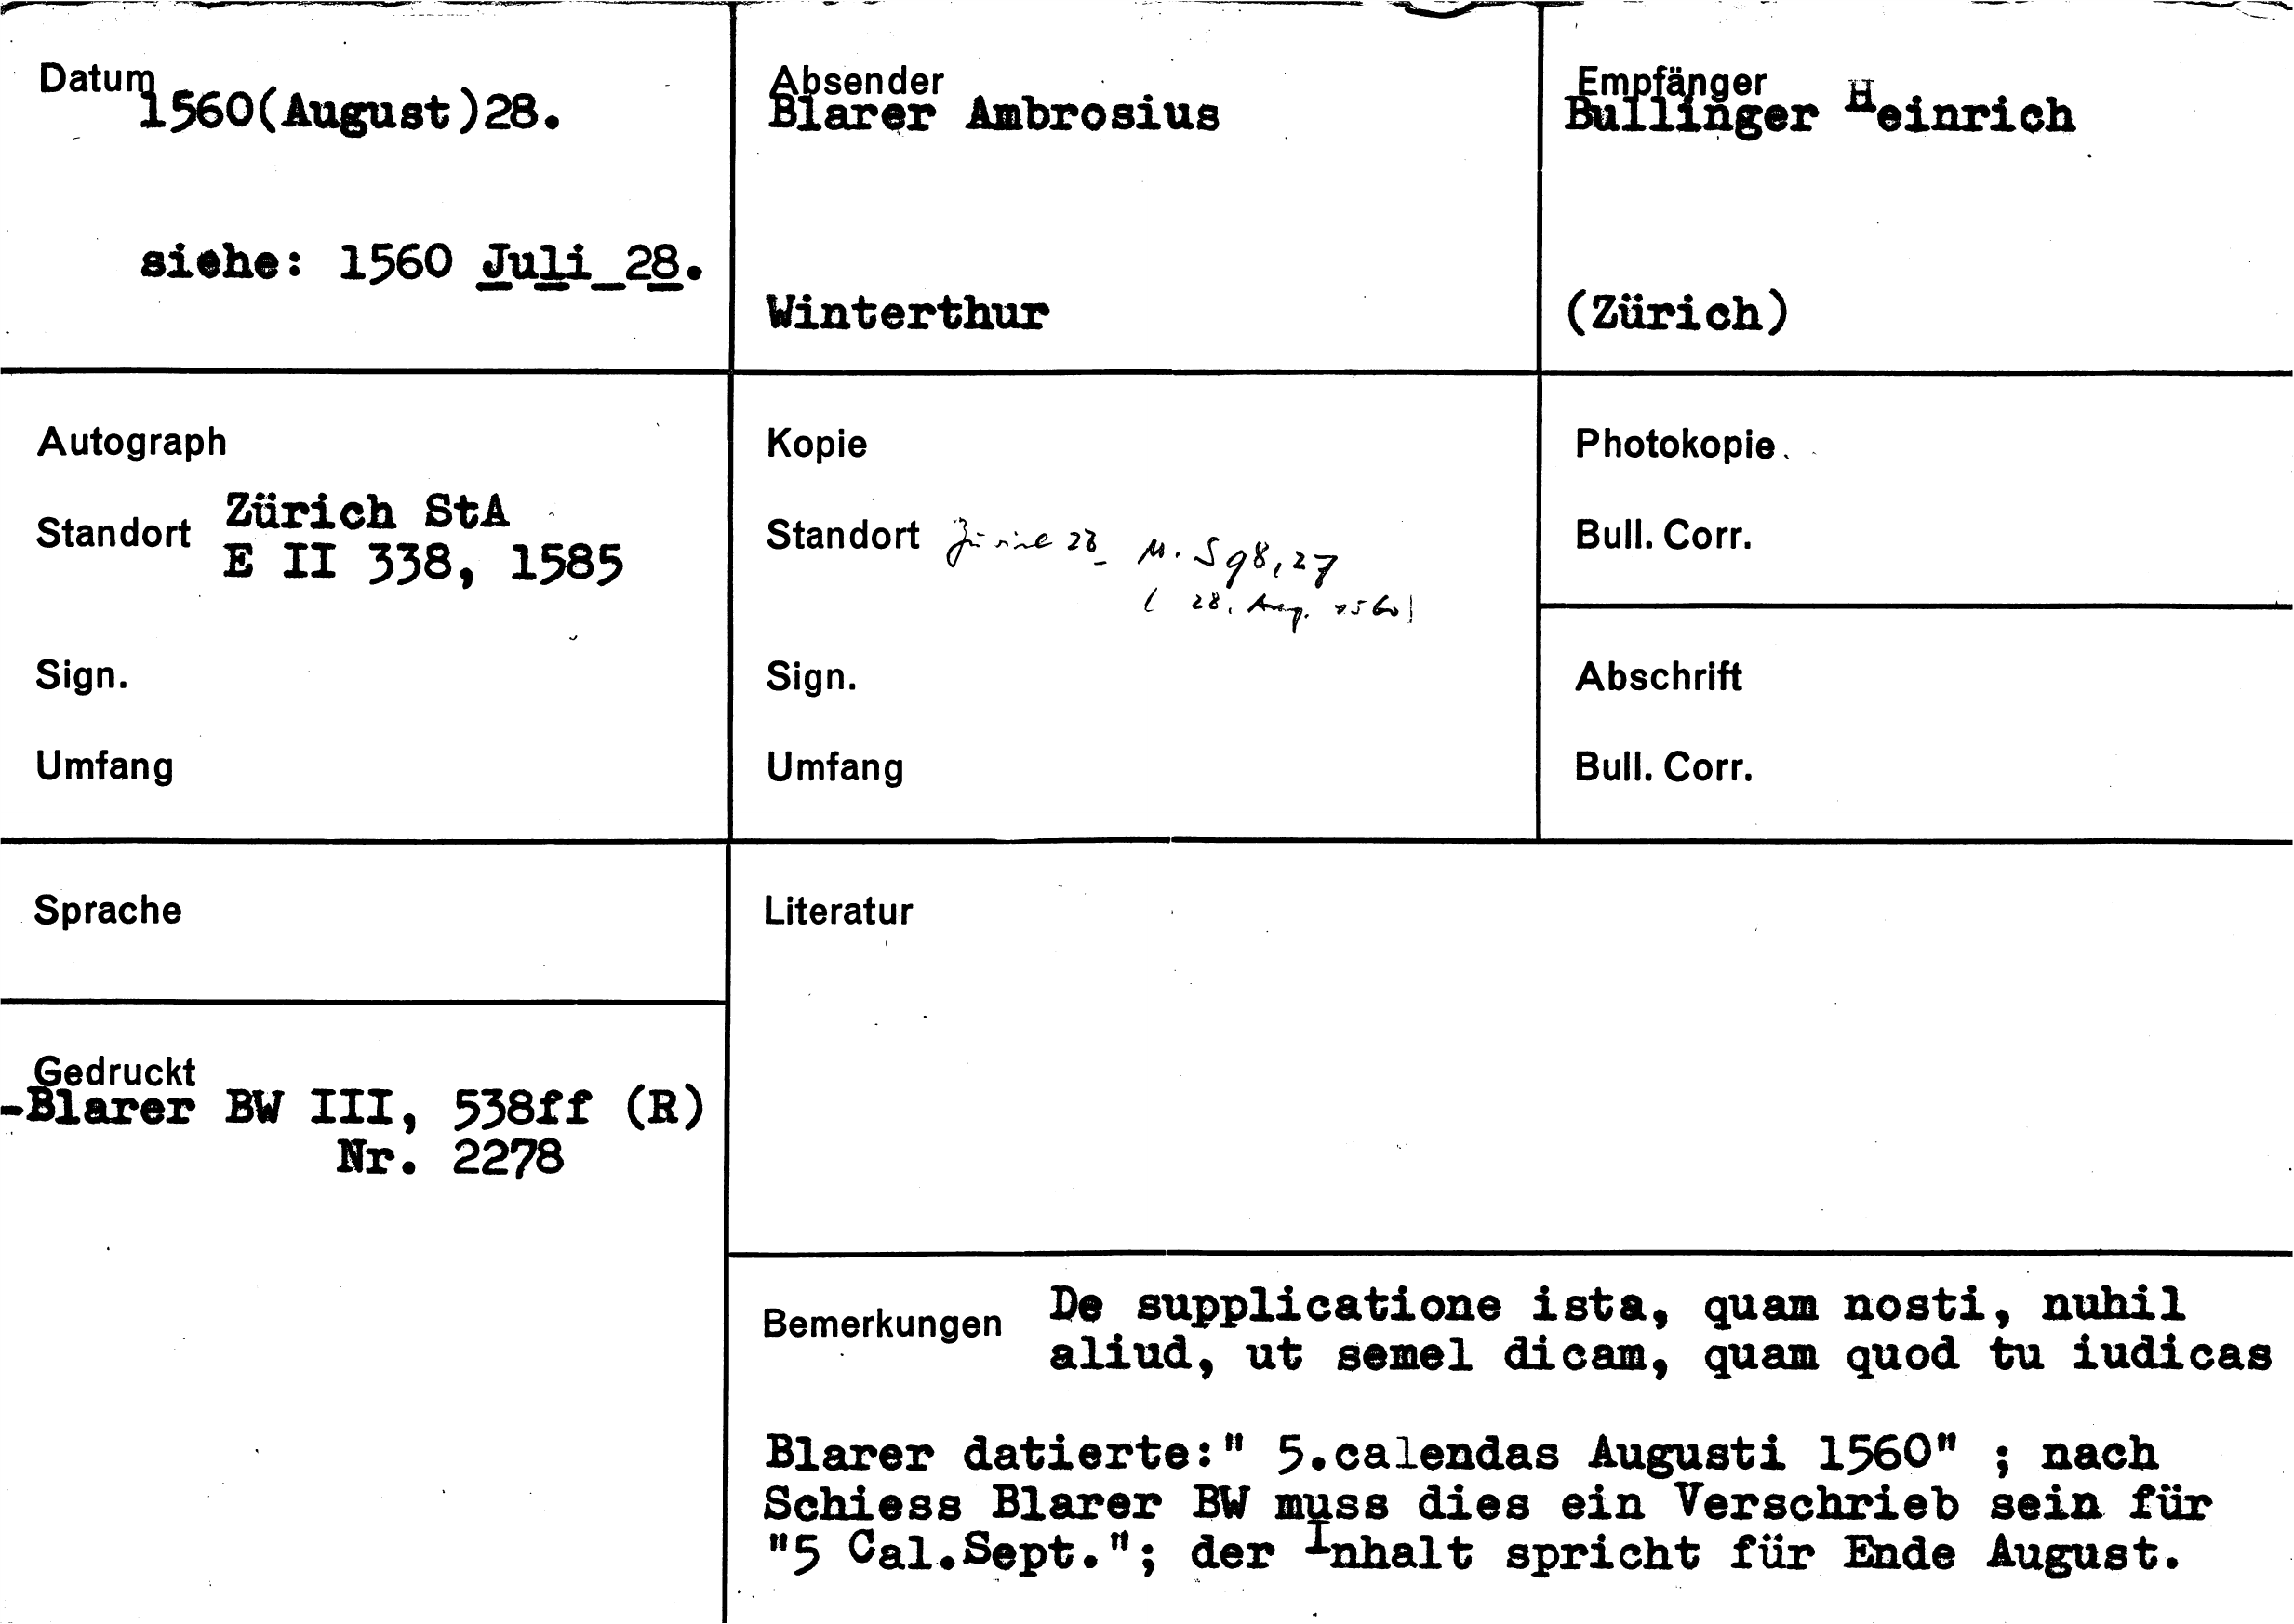 Datum
1560(August)28.
siehe: 1560 Juli 28.
Absender
Blarer Ambrosius
Winterthur
Empfänger
Bullinger Heinrich
(Zürich)
Autograph
Standort Zürich StA
E II 338, 1585
Sign.
Umfang
Kopie
Standort Zürich ZB Ms. S 98, 27
( 28. Aug. 1560)
Sign.
Umfang
Photokopie
Bull. Corr.
Abschrift
Bull. Corr.
Sprache
Literatur
Gedruckt
-Blarer BW III, 538ff (R)
Nr. 2278
Bemerkungen De supplicatione ista, quam nosti, nuhil
aliud, ut semel dicam, quam quod tu iudicas
Blarer datierte:" 5.calendas Augusti 1560" ; nach
Schiess Blarer BW muss dies ein Verschrieb sein für
"5 Cal.Sept."; der Inhalt spricht für Ende August.